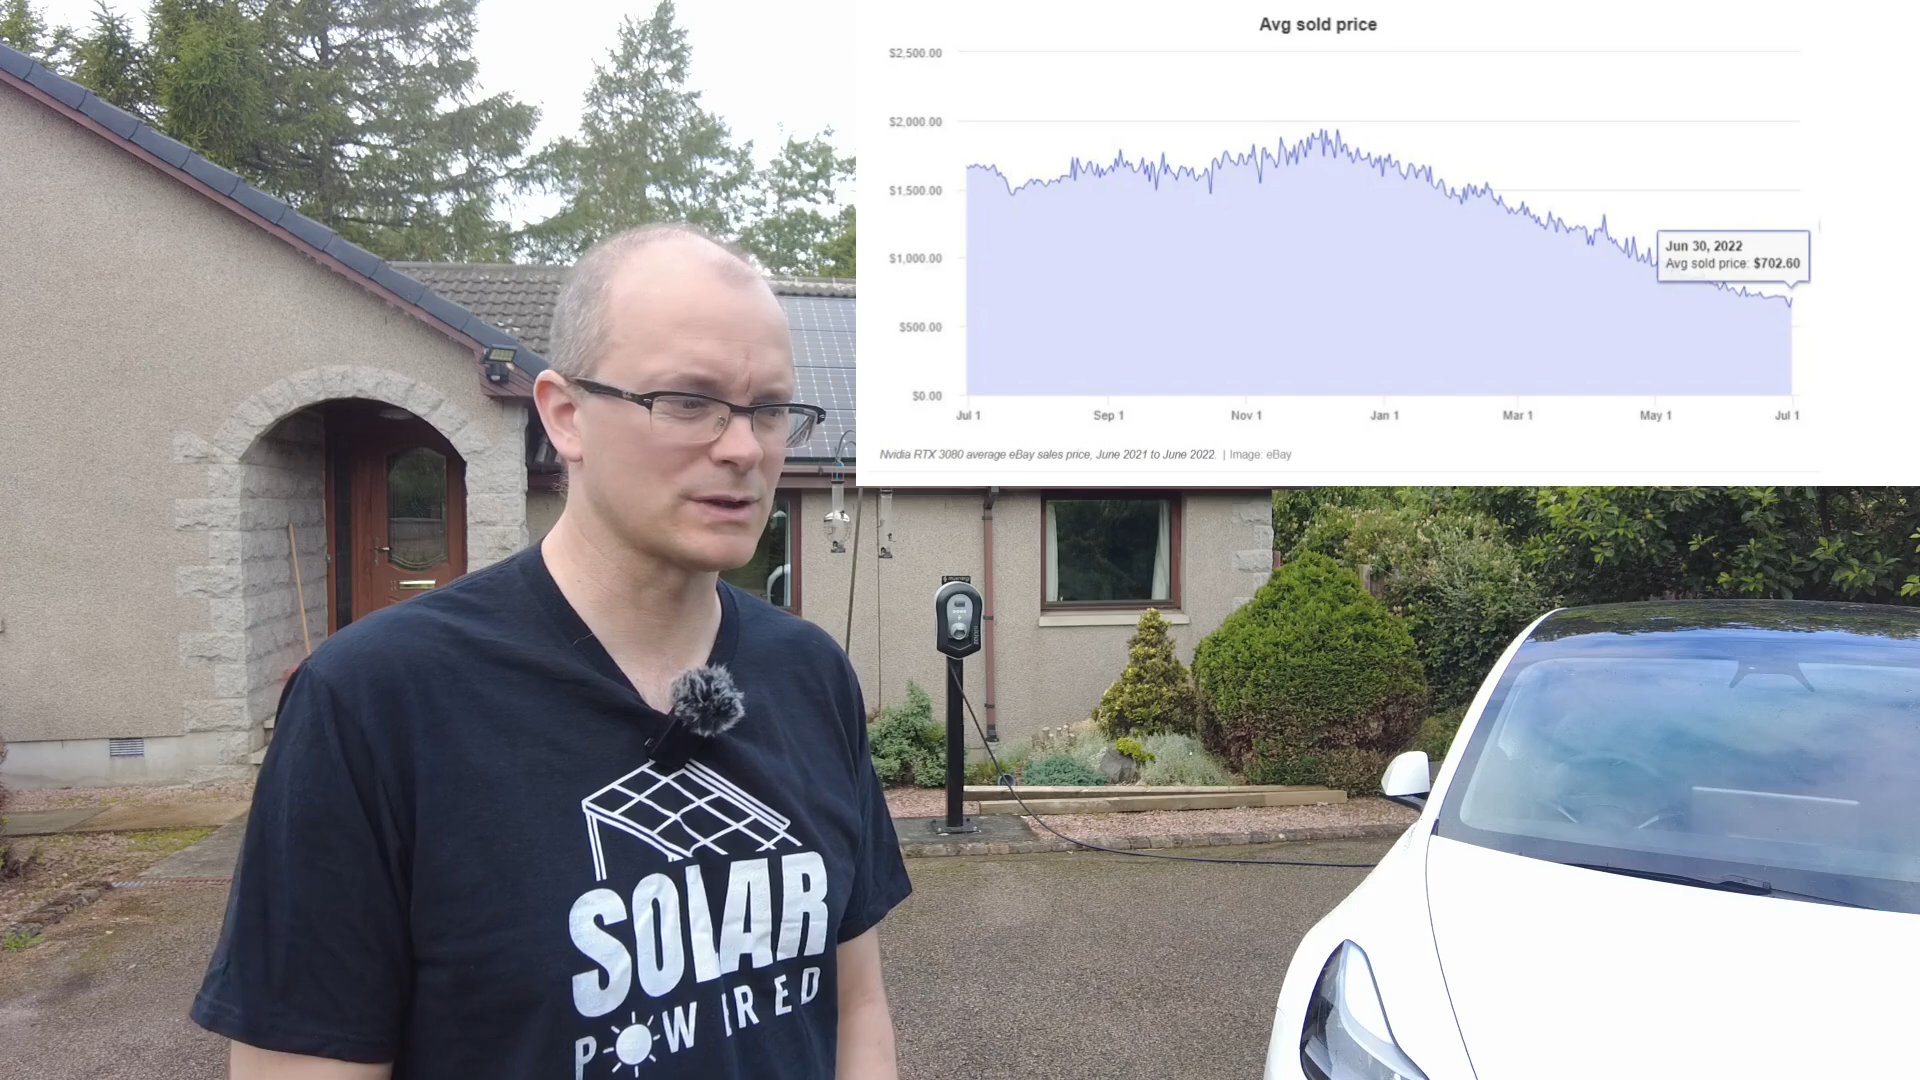 Avg sold price
$2,500.00
$2,000.00
$1,500.00
$1,000.00
$500.00
$0.00
Jun 30, 2022
Avg sold price: $702.60
Jul 1
Sep 1
Nov 1
Jan 1
Mar 1
May 1
Jul 1
Nvidia RTX 3080 average eBay sales price, June 2021 to June 2022. | Image: eBay
SOLAR
POWERED